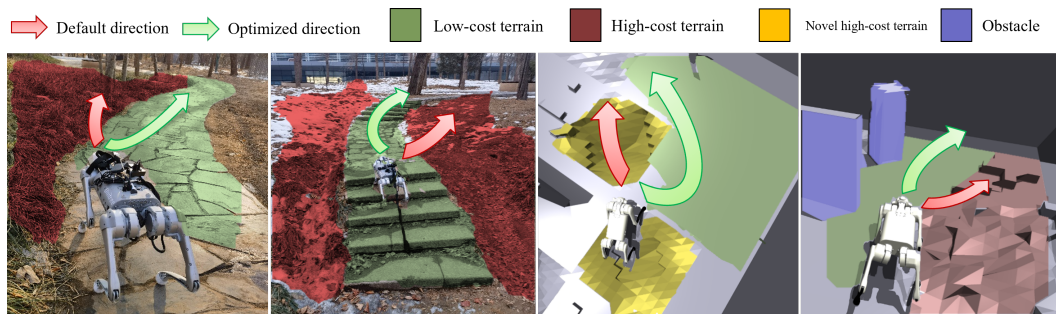 Default direction
Optimized direction
Low-cost terrain
High-cost terrain
Novel high-cost terrain
Obstacle